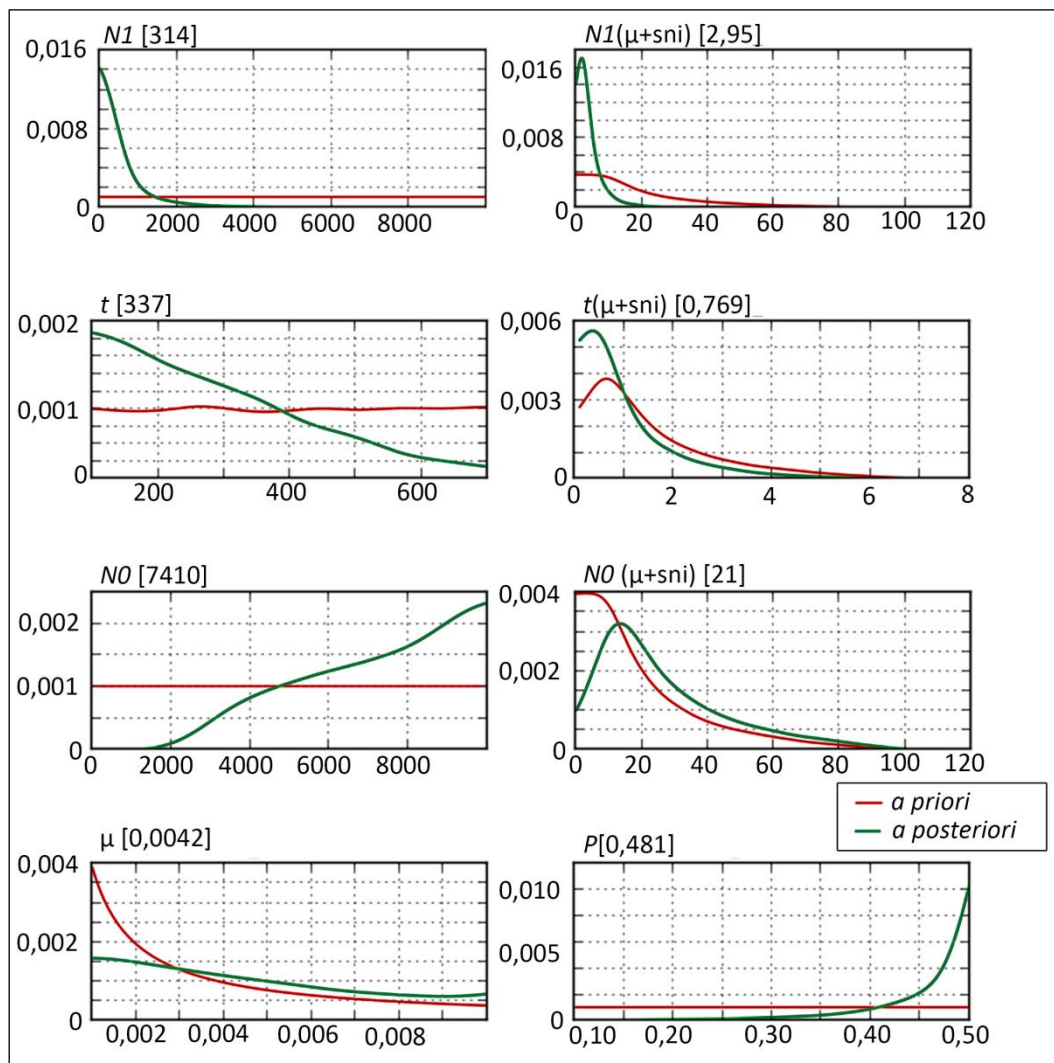 N1 [314]
0,016
0,008
0
0 2000 4000 6000 8000
N1(µ+sni) [2,95]
0,016
0,008
0
0 20 40 60 80 100 120
t [337]
0,002
0,001
0
200 400 600
t(µ+sni) [0,769]
0,006
0,003
0
0 2 4 6 8
N0 [7410]
0,002
0,001
0
0 2000 4000 6000 8000
N0 (µ+sni) [21]
0,004
0,002
0
0 20 40 60 80 100 120
a priori
a posteriori
µ [0,0042]
0,004
0,002
0
0,002 0,004 0,006 0,008
P[0,481]
0,010
0,005
0
0,10 0,20 0,30 0,40 0,50